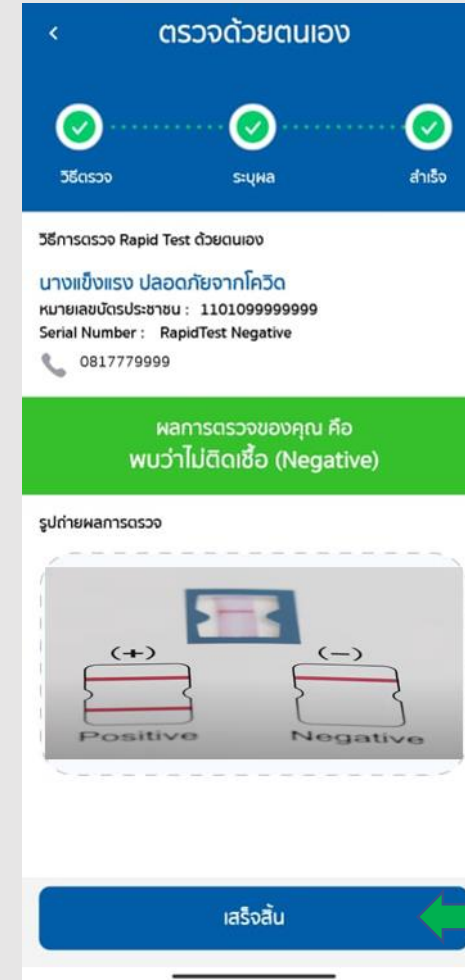 ตรวจด้วยตนเอง
วิธีตรวจ ระบุผล สำเร็จ
วิธีการตรวจ Rapid Test ด้วยตนเอง
นางแข็งแรง ปลอดภัยจากโควิด
หมายเลขบัตรประชาชน : 1101099999999
Serial Number : RapidTest Negative
0817779999
ผลการตรวจของคุณ คือ
พบว่าไม่ติดเชื้อ (Negative)
รูปถ่ายผลการตรวจ
(+) (−)
Positive Negative
เสร็จสิ้น